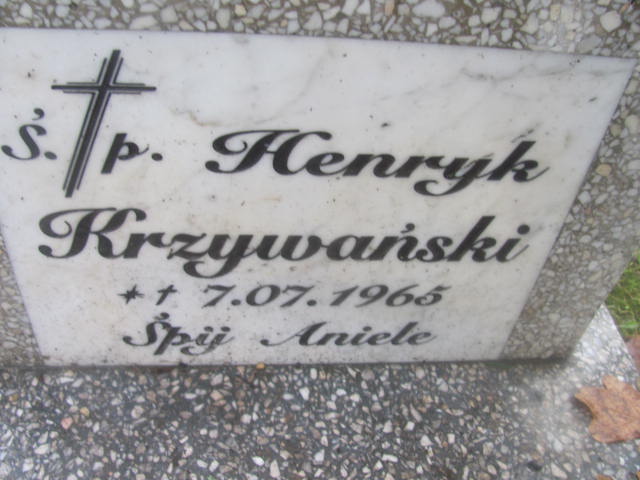 Ś. p. Henryk
Krzywański
*† 7.07.1965
Śpij Aniele